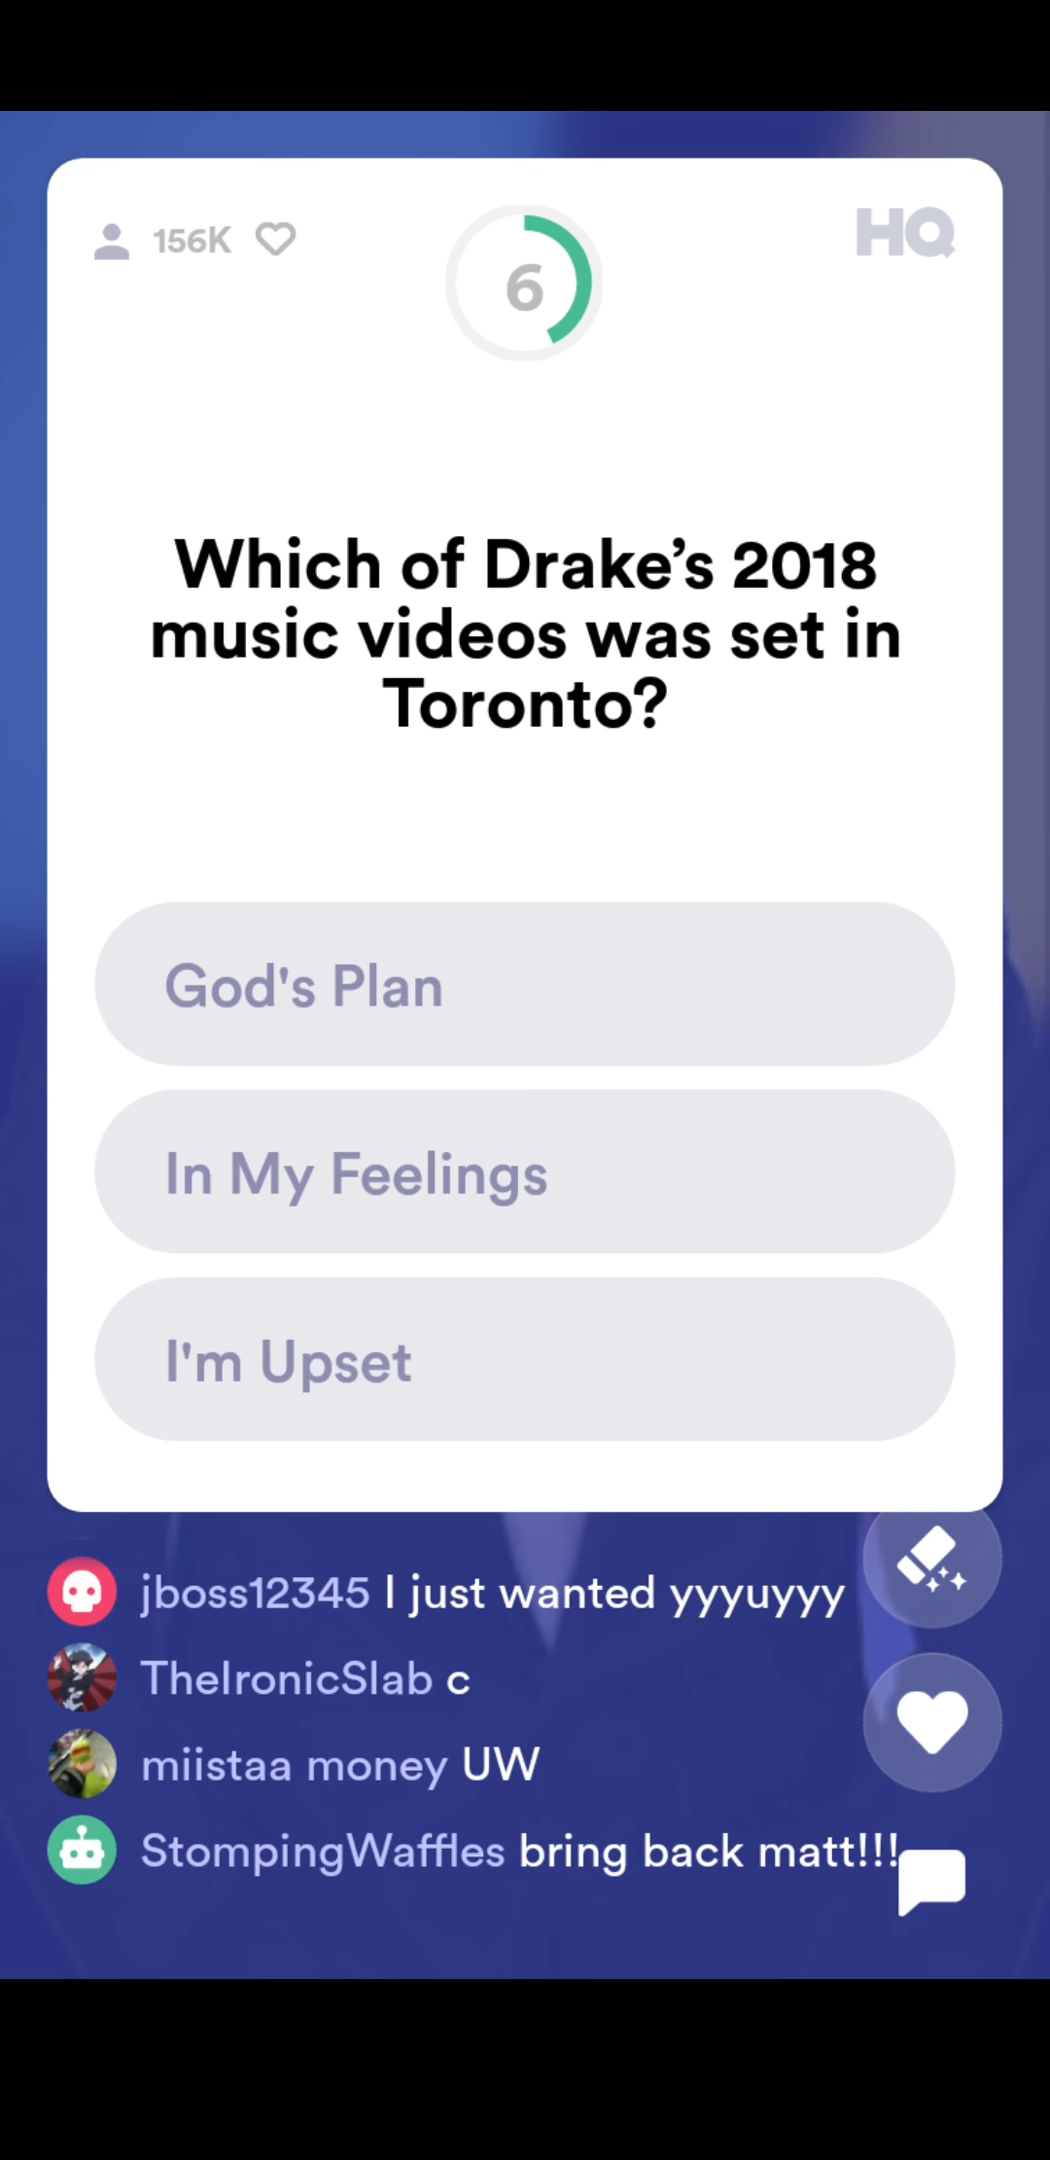 156K
6
HQ
Which of Drake’s 2018
music videos was set in
Toronto?
God's Plan
In My Feelings
I'm Upset
jboss12345 I just wanted yyyuyyy
TheIronicSlab c
miistaa money UW
StompingWaffles bring back matt!!!